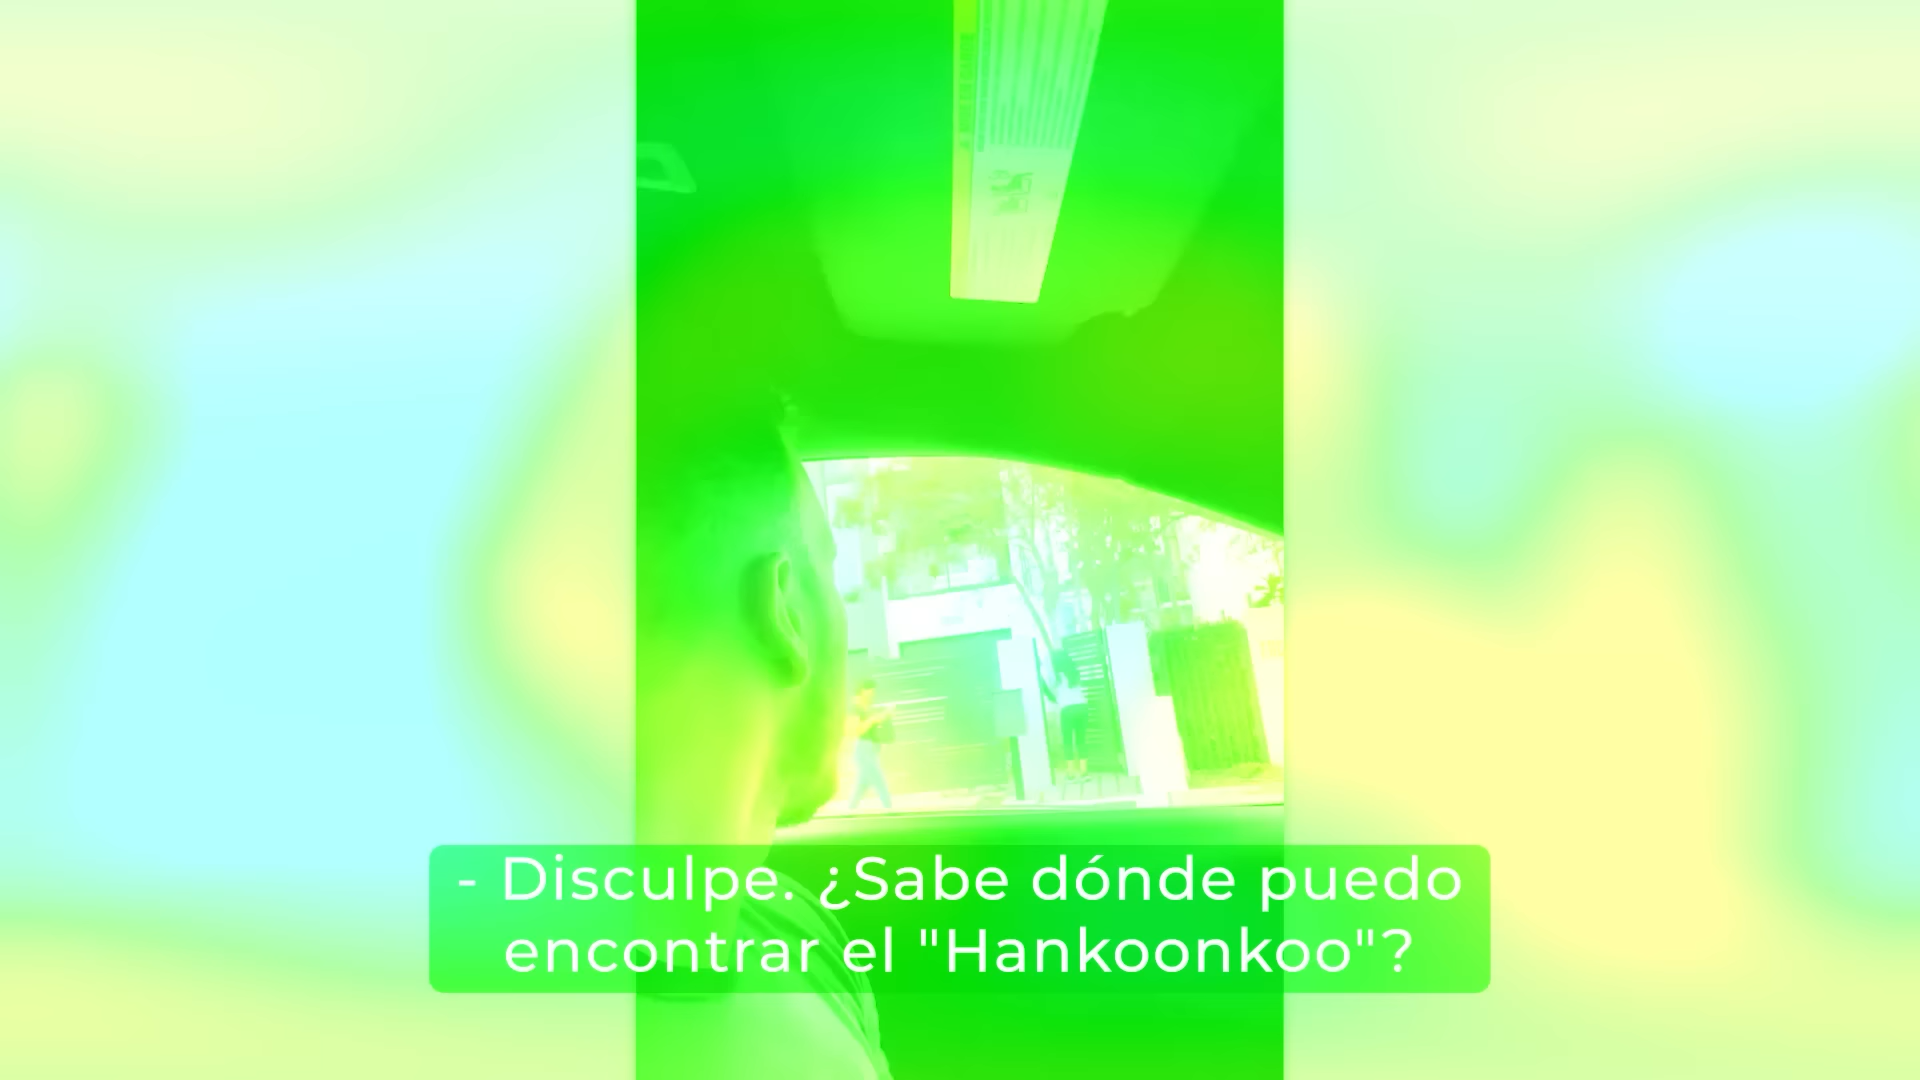 - Disculpe. ¿Sabe dónde puedo
encontrar el "Hankoonkoo"?